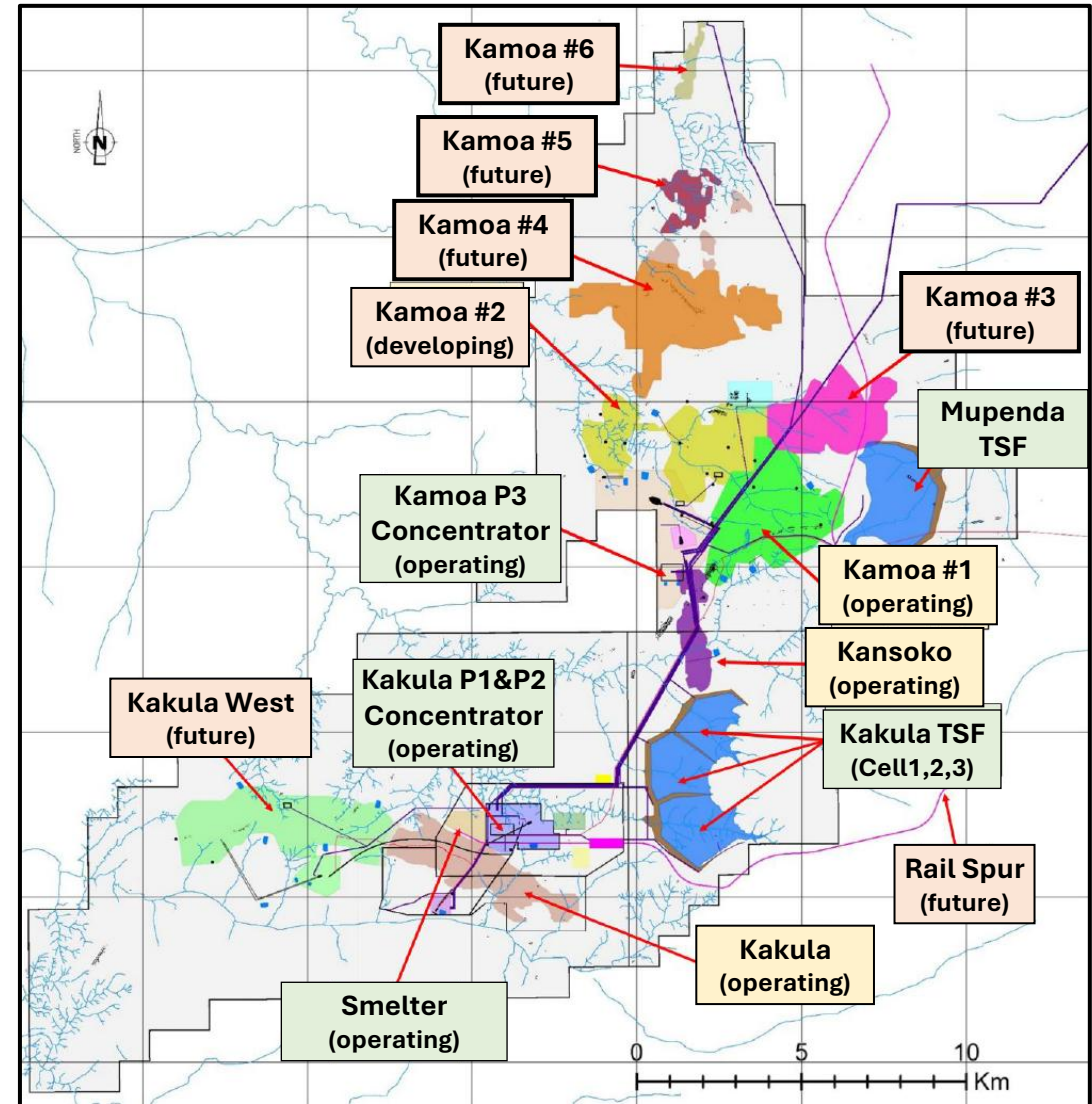 Kamoa #6
(future)
NORTH
N
Kamoa #5
(future)
Kamoa #4
(future)
Kamoa #2
(developing)
Kamoa #3
(future)
Mupenda
TSF
Kamoa P3
Concentrator
(operating)
Kamoa #1
(operating)
Kansoko
(operating)
Kakula West
(future)
Kakula P1&P2
Concentrator
(operating)
Kakula TSF
(Cell1,2,3)
Rail Spur
(future)
Kakula
(operating)
Smelter
(operating)
0 5 10
Km